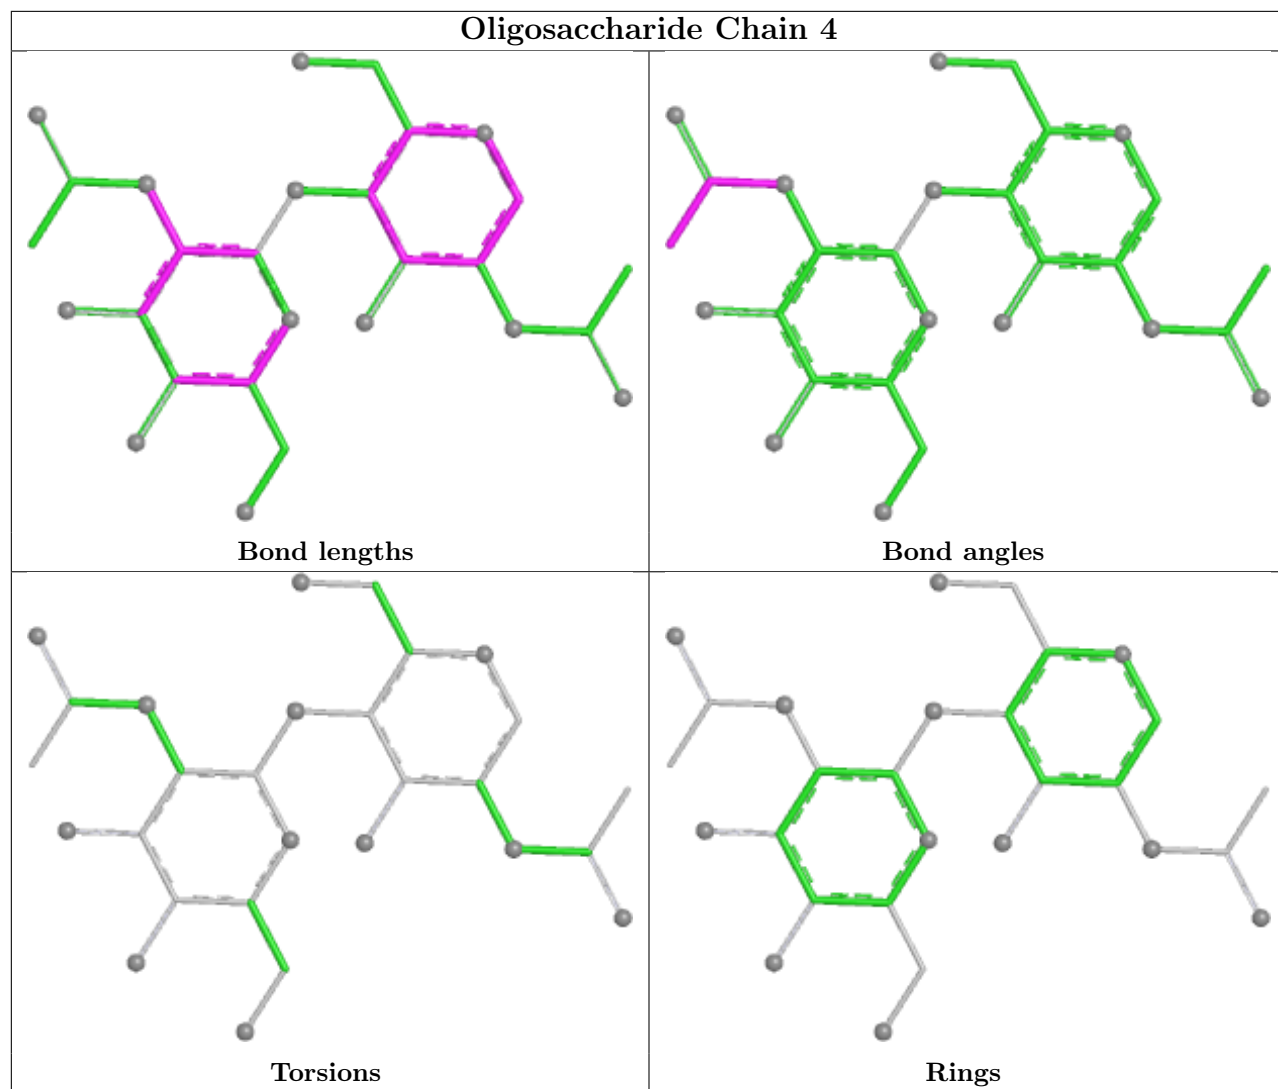 Oligosaccharide Chain 4
Bond lengths
Bond angles
Torsions
Rings